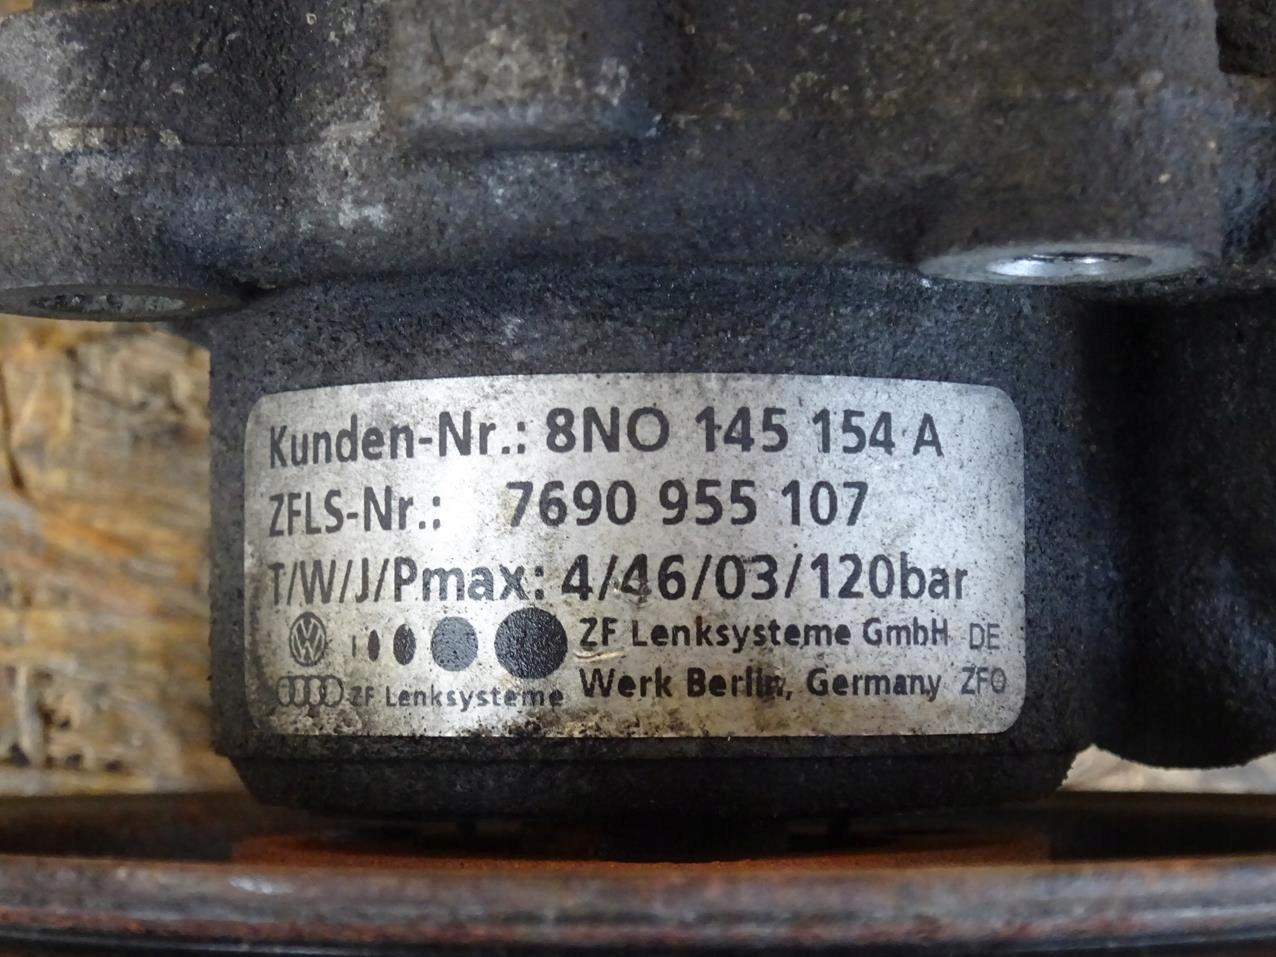 Kunden-Nr.: 8NO 145 154 A
ZFLS-Nr.: 7690 955 107
T/W/J/Pmax: 4/46/03/120bar
ZF Lenksysteme GmbH DE
ZF Lenksysteme Werk Berlin, Germany ZFO